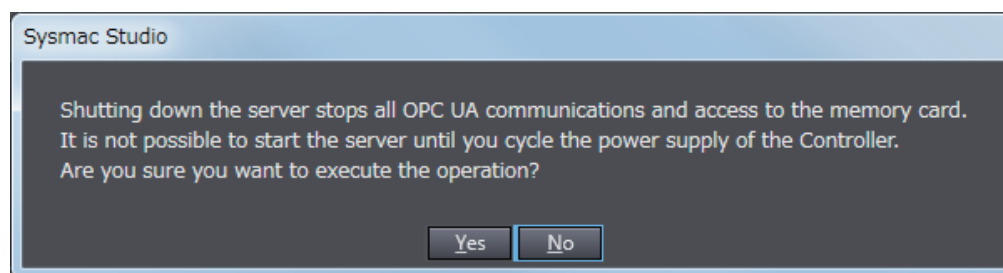 Sysmac Studio
Shutting down the server stops all OPC UA communications and access to the memory card.
It is not possible to start the server until you cycle the power supply of the Controller.
Are you sure you want to execute the operation?
Yes
No